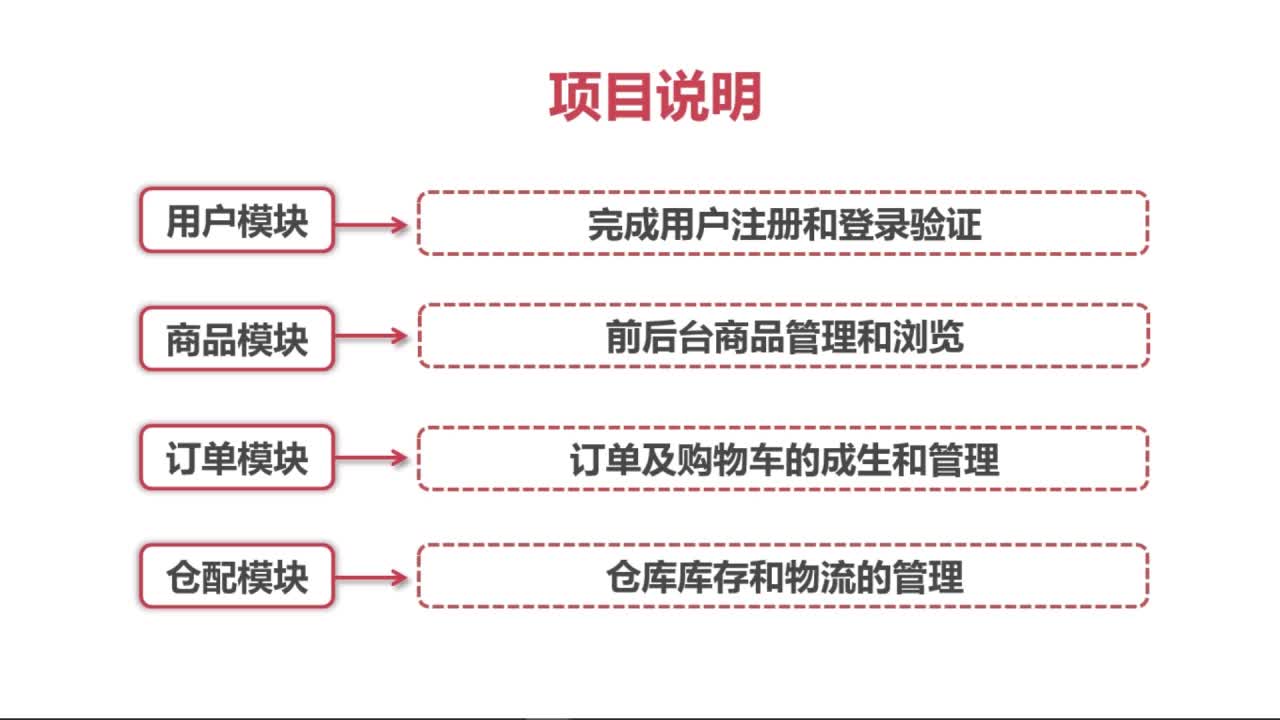 项目说明
用户模块
完成用户注册和登录验证
商品模块
前后台商品管理和浏览
订单模块
订单及购物车的成生和管理
仓配模块
仓库库存和物流的管理